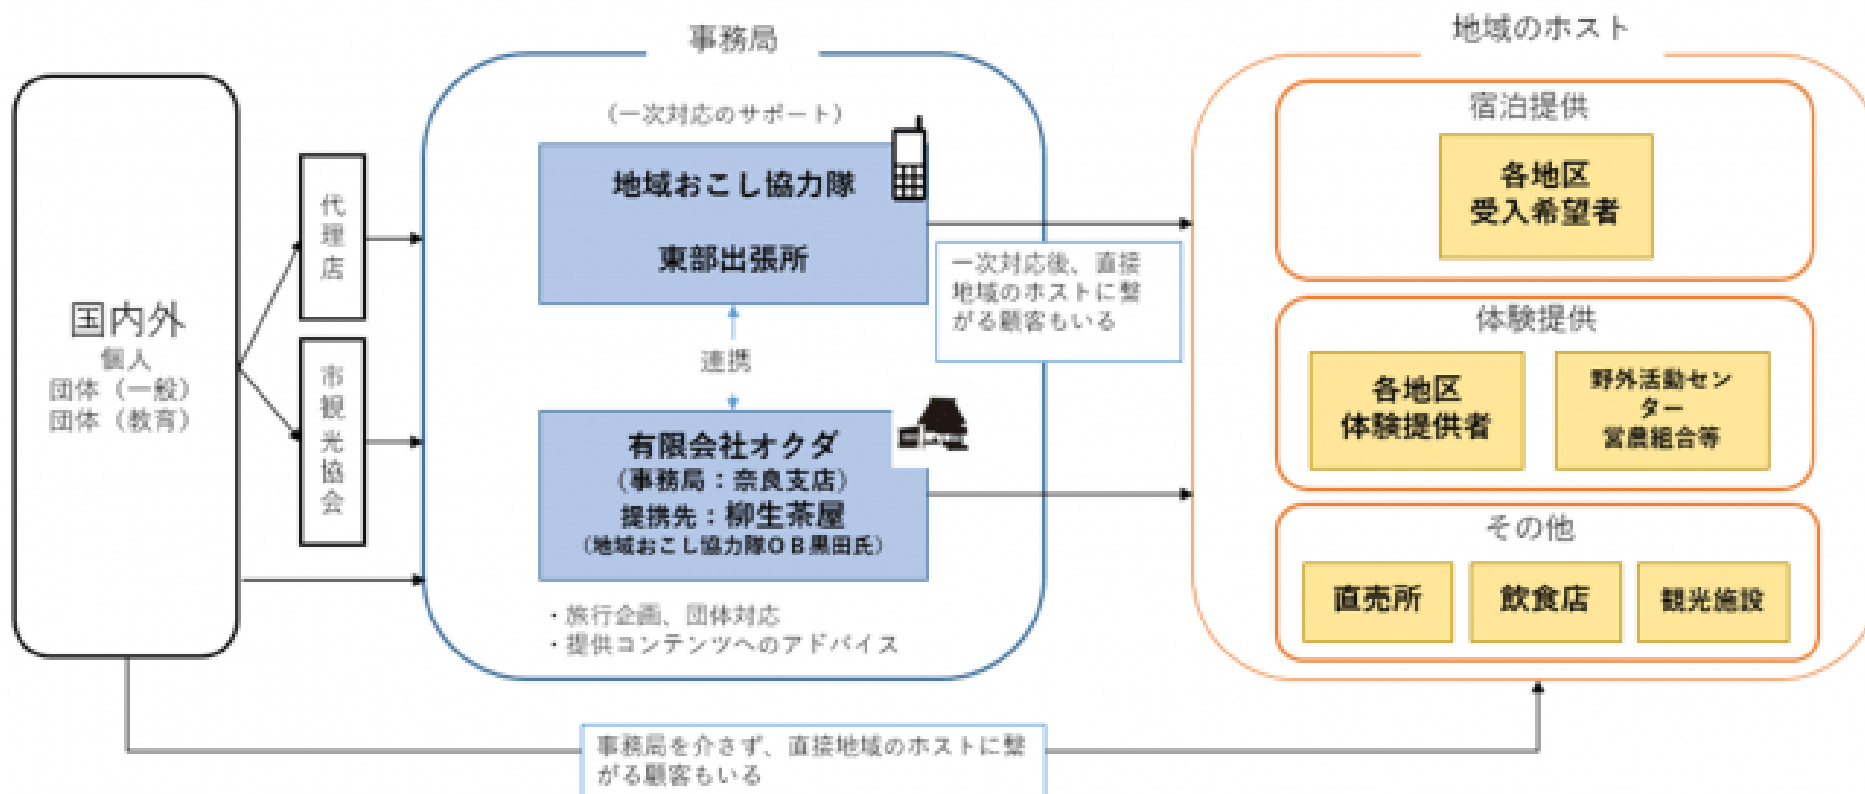 国内外
個人
団体（一般）
団体（教育）
代理店
市観光協会
事務局
（一次対応のサポート）
地域おこし協力隊
東部出張所
連携
有限会社オクダ
（事務局：奈良支店）
提携先：柳生茶屋
（地域おこし協力隊ＯＢ黒田氏）
・旅行企画、団体対応
・提供コンテンツへのアドバイス
一次対応後、直接
地域のホストに繋
がる顧客もいる
地域のホスト
宿泊提供
各地区
受入希望者
体験提供
各地区
体験提供者
野外活動セン
ター
営農組合等
その他
直売所
飲食店
観光施設
事務局を介さず、直接地域のホストに繋
がる顧客もいる